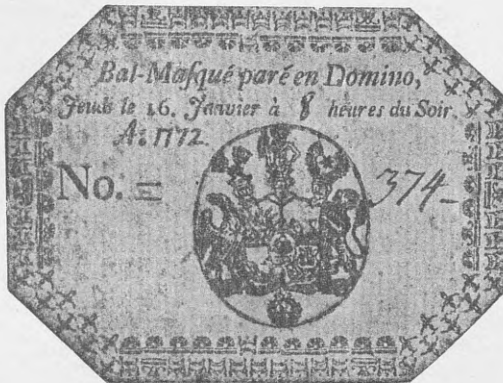 Bal-Maſqué paré en Domino,
Jeudi le 16. Janvier à 8 heures du Soir.
A: 1772.
No. = 374-